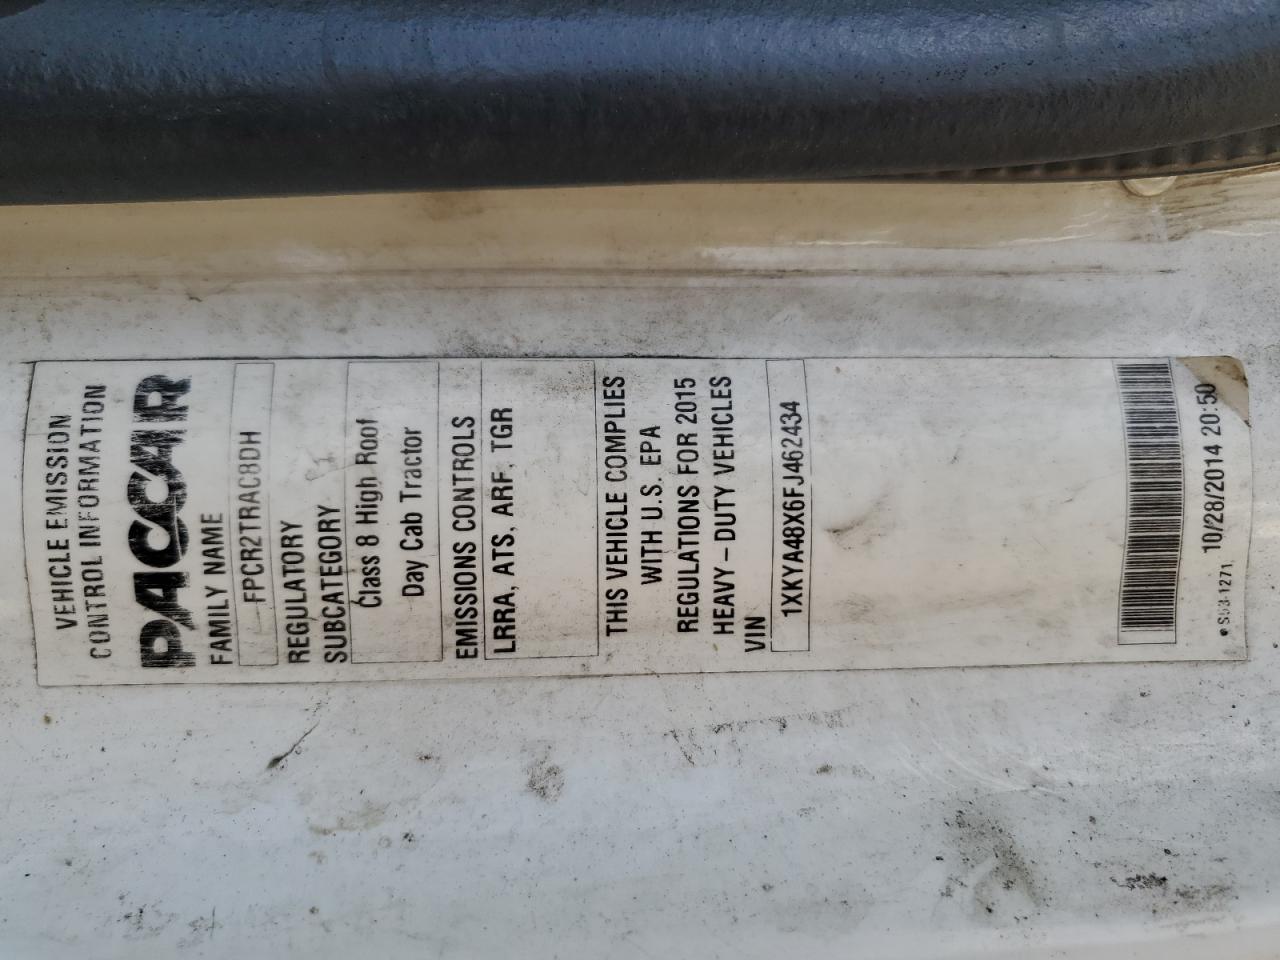 VEHICLE EMISSION
CONTROL INFORMATION
PACCAR
FAMILY NAME
FPCR2TRAC8DH
REGULATORY
SUBCATEGORY
Class 8 High Roof
Day Cab Tractor
EMISSIONS CONTROLS
LRRA, ATS, ARF, TGR
THIS VEHICLE COMPLIES
WITH U.S. EPA
REGULATIONS FOR 2015
HEAVY-DUTY VEHICLES
VIN
1XKYA48X6FJ462434
S93-1271 10/28/2014 20:50